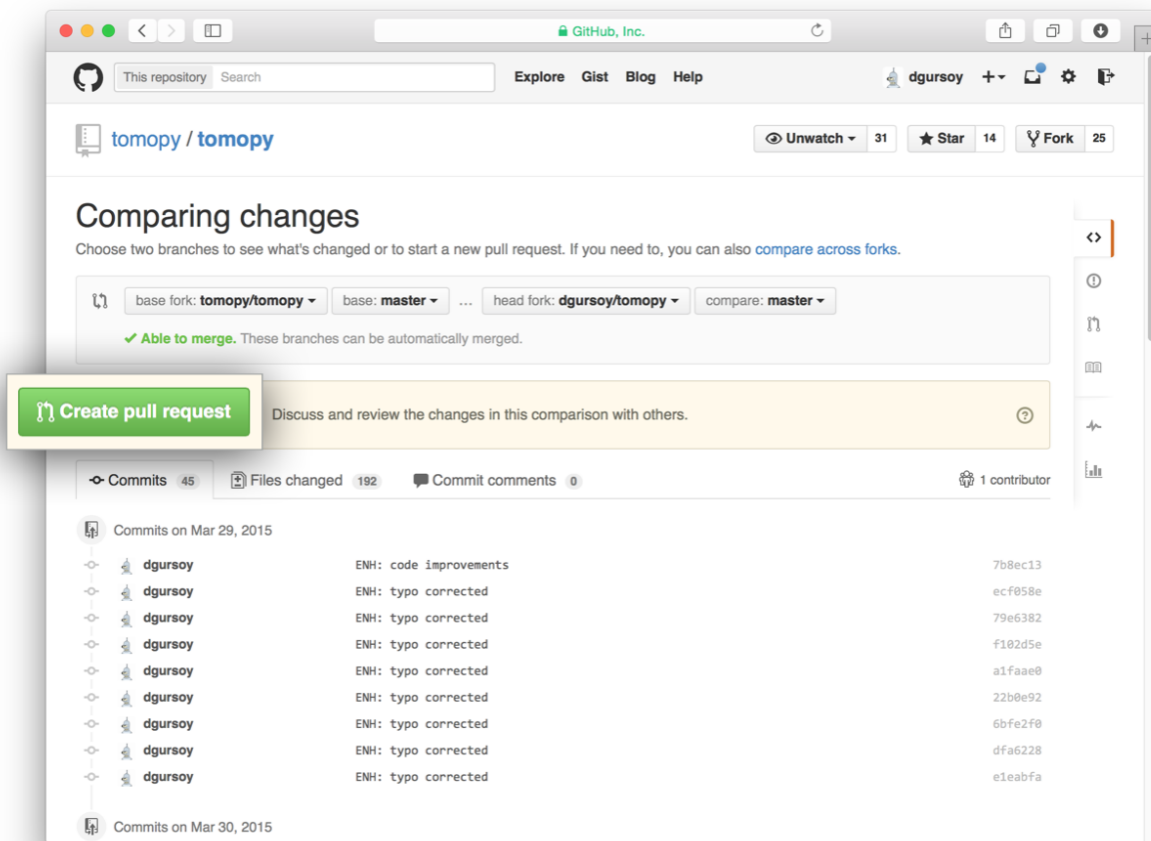 GitHub, Inc.
This repository Search Explore Gist Blog Help dgursoy
tomopy / tomopy Unwatch 31 Star 14 Fork 25
Comparing changes
Choose two branches to see what's changed or to start a new pull request. If you need to, you can also compare across forks.
base fork: tomopy/tomopy base: master ... head fork: dgursoy/tomopy compare: master
Able to merge. These branches can be automatically merged.
Create pull request Discuss and review the changes in this comparison with others.
Commits 45 Files changed 192 Commit comments 0 1 contributor
Commits on Mar 29, 2015
dgursoy ENH: code improvements 7b8ec13
dgursoy ENH: typo corrected ecf058e
dgursoy ENH: typo corrected 79e6382
dgursoy ENH: typo corrected f102d5e
dgursoy ENH: typo corrected a1faae0
dgursoy ENH: typo corrected 22b0e92
dgursoy ENH: typo corrected 6bfe2f0
dgursoy ENH: typo corrected dfa6228
dgursoy ENH: typo corrected e1eabfa
Commits on Mar 30, 2015